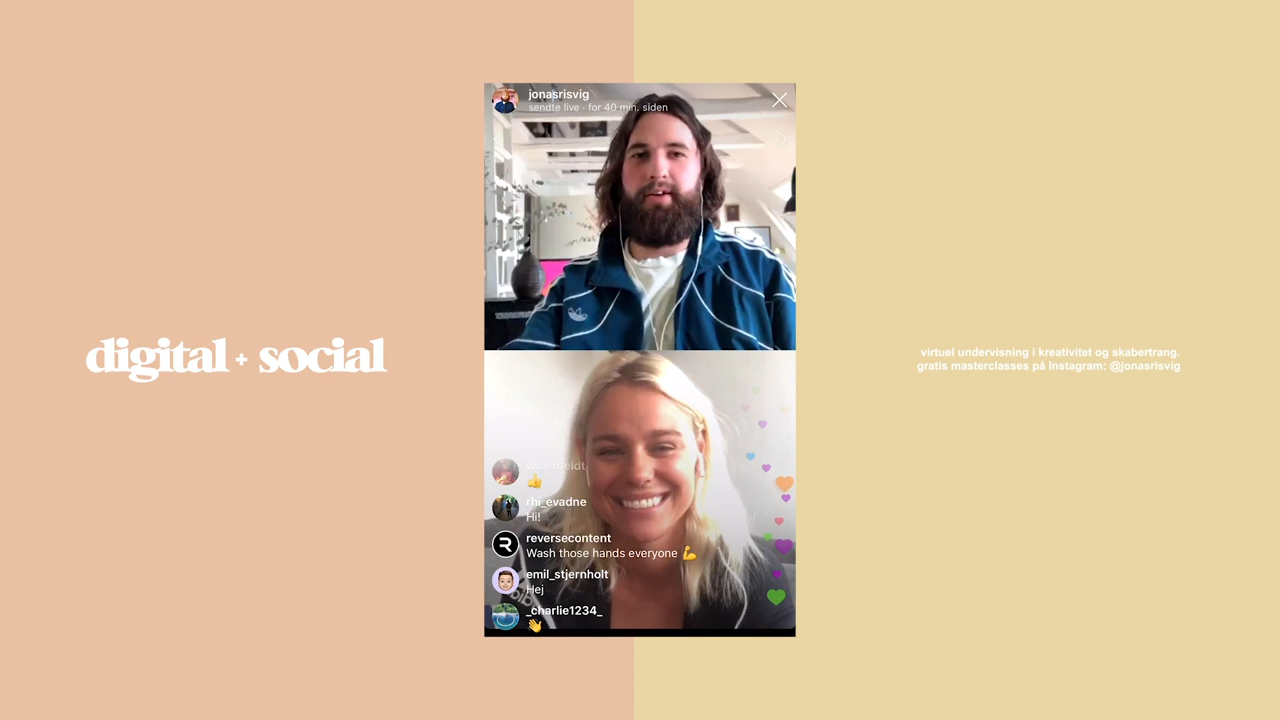 digital + social
jonasrisvig
sendte live - for 40 min. siden
👍
rhi_evadne
Hi!
reversecontent
Wash those hands everyone 💪
emil_stjernholt
Hej
_charlie1234_
👋
virtuel undervisning i kreativitet og skabertrang.
gratis masterclasses på Instagram: @jonasrisvig